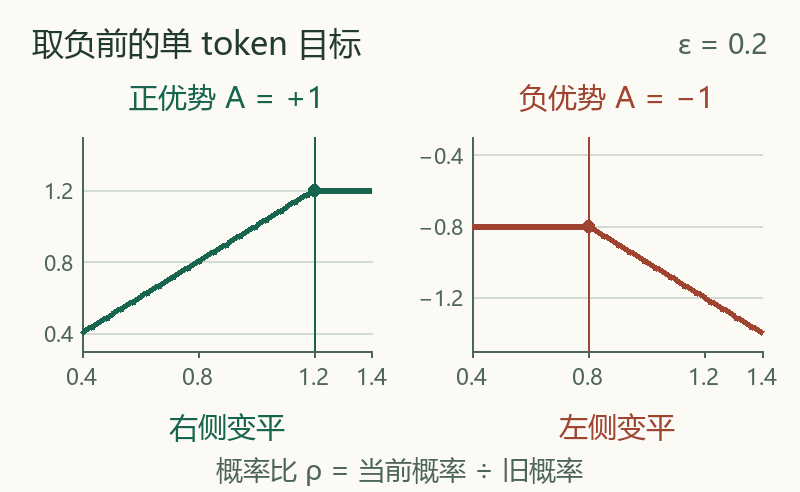 取负前的单 token 目标
ε = 0.2
正优势 A = +1
负优势 A = −1
1.2
0.8
0.4
0.4 0.8 1.2 1.4
右侧变平
−0.4
−0.8
−1.2
0.4 0.8 1.2 1.4
左侧变平
概率比 ρ = 当前概率 ÷ 旧概率